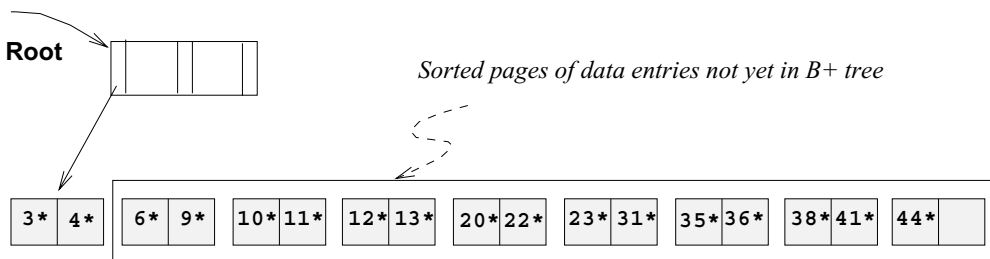 Root
Sorted pages of data entries not yet in B+ tree
3* 4* 6* 9* 10* 11* 12* 13* 20* 22* 23* 31* 35* 36* 38* 41* 44*